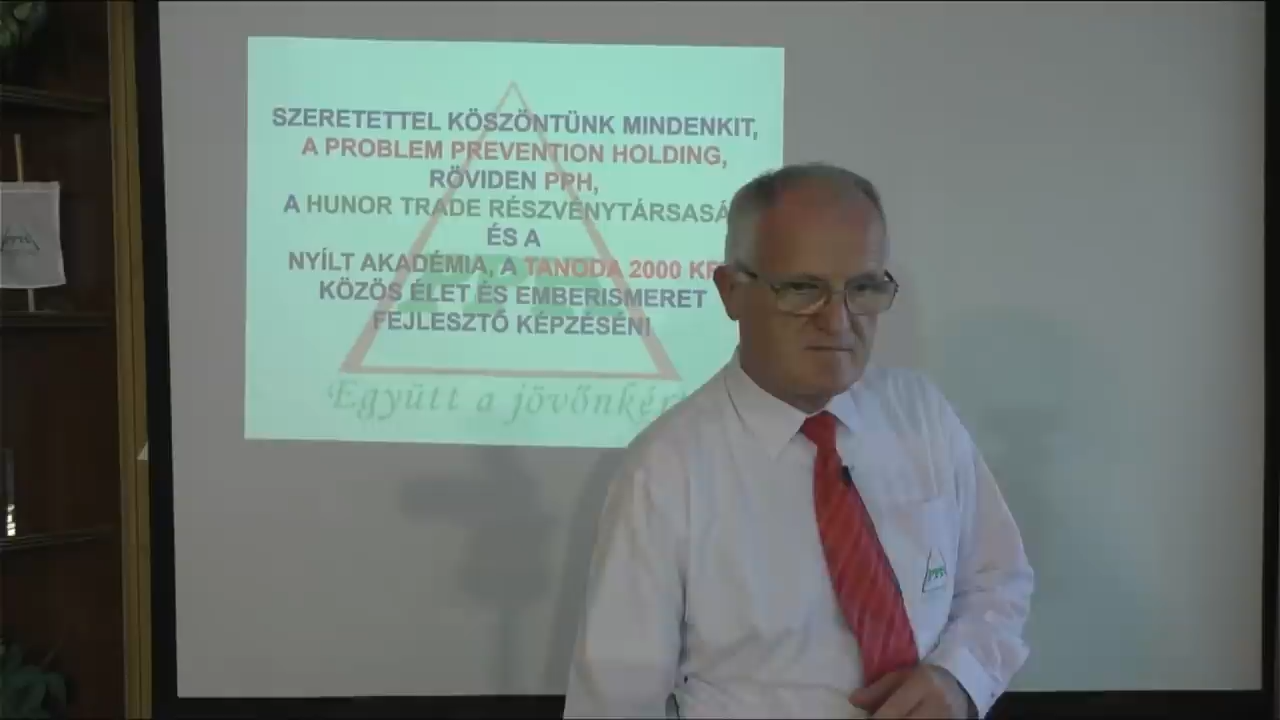 SZERETETTEL KÖSZÖNTÜNK MINDENKIT,
A PROBLEM PREVENTION HOLDING,
RÖVIDEN PPH,
A HUNOR TRADE RÉSZVÉNYTÁRSASÁ
ÉS A
NYÍLT AKADÉMIA, A TANODA 2000 KF
KÖZÖS ÉLET ÉS EMBERISMERET
FEJLESZTŐ KÉPZÉSÉN!
Együtt a jövőnkér